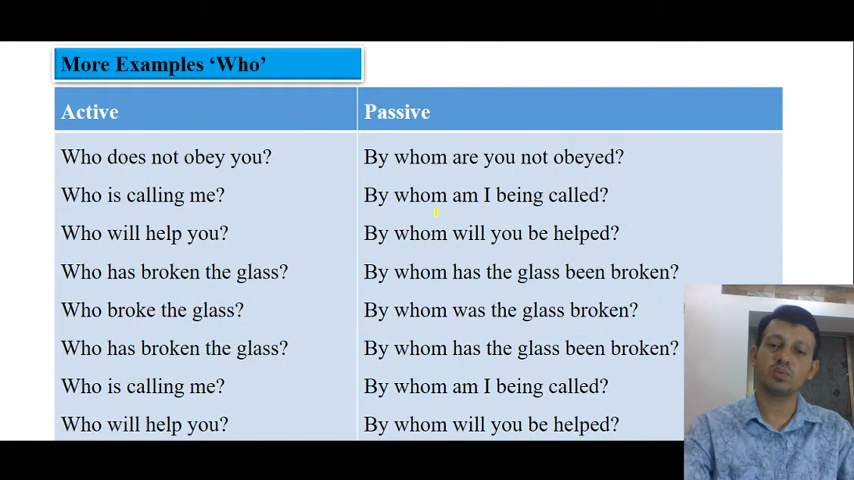 More Examples ‘Who’
Active Passive
Who does not obey you? By whom are you not obeyed?
Who is calling me? By whom am I being called?
Who will help you? By whom will you be helped?
Who has broken the glass? By whom has the glass been broken?
Who broke the glass? By whom was the glass broken?
Who has broken the glass? By whom has the glass been broken?
Who is calling me? By whom am I being called?
Who will help you? By whom will you be helped?